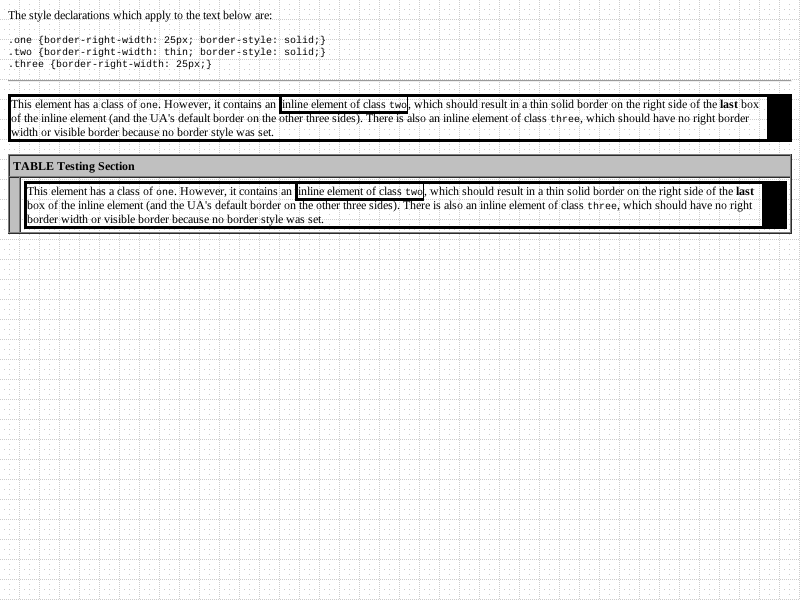 The style declarations which apply to the text below are:
.one {border-right-width: 25px; border-style: solid;}
.two {border-right-width: thin; border-style: solid;}
.three {border-right-width: 25px;}
This element has a class of one. However, it contains an inline element of class two, which should result in a thin solid border on the right side of the last box
of the inline element (and the UA's default border on the other three sides). There is also an inline element of class three, which should have no right border
width or visible border because no border style was set.
TABLE Testing Section
This element has a class of one. However, it contains an inline element of class two, which should result in a thin solid border on the right side of the last
box of the inline element (and the UA's default border on the other three sides). There is also an inline element of class three, which should have no right
border width or visible border because no border style was set.